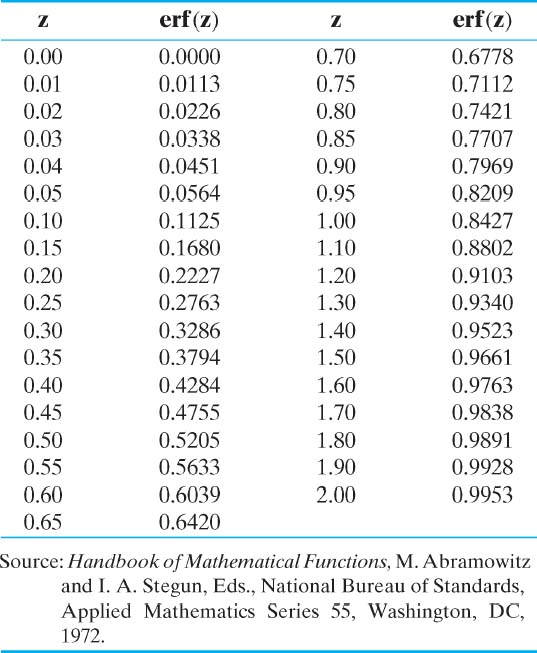 z erf(z) z erf(z)
0.00 0.0000 0.70 0.6778
0.01 0.0113 0.75 0.7112
0.02 0.0226 0.80 0.7421
0.03 0.0338 0.85 0.7707
0.04 0.0451 0.90 0.7969
0.05 0.0564 0.95 0.8209
0.10 0.1125 1.00 0.8427
0.15 0.1680 1.10 0.8802
0.20 0.2227 1.20 0.9103
0.25 0.2763 1.30 0.9340
0.30 0.3286 1.40 0.9523
0.35 0.3794 1.50 0.9661
0.40 0.4284 1.60 0.9763
0.45 0.4755 1.70 0.9838
0.50 0.5205 1.80 0.9891
0.55 0.5633 1.90 0.9928
0.60 0.6039 2.00 0.9953
0.65 0.6420
Source: Handbook of Mathematical Functions, M. Abramowitz
and I. A. Stegun, Eds., National Bureau of Standards,
Applied Mathematics Series 55, Washington, DC,
1972.